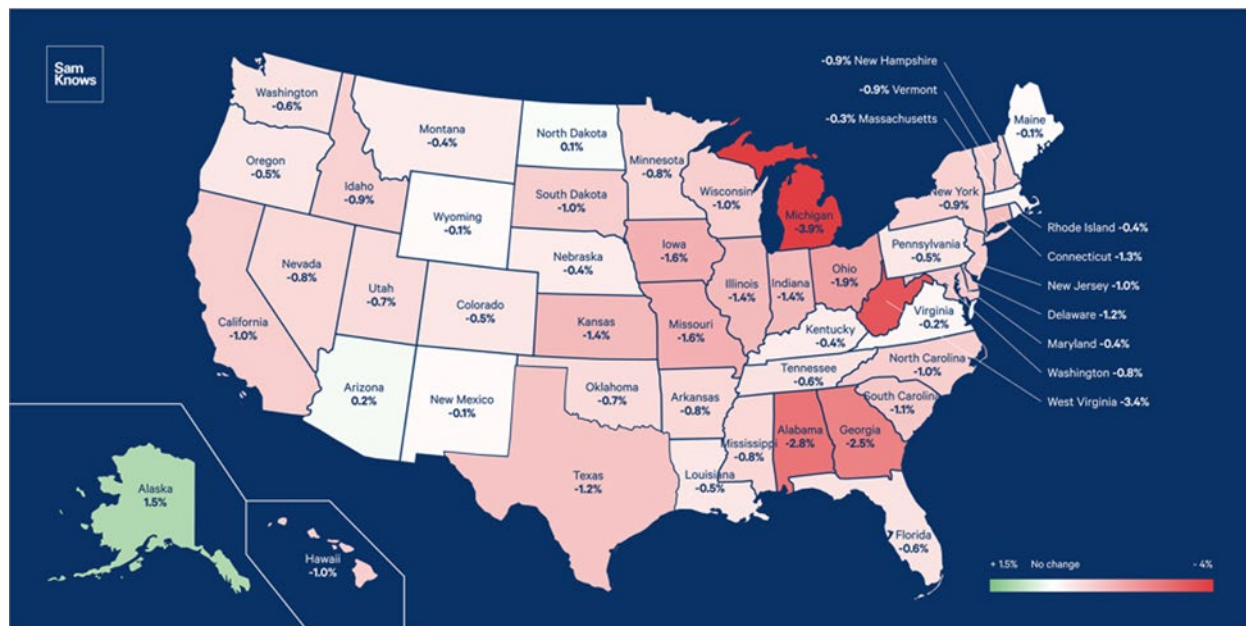 Sam
Knows
Washington
-0.6%
Oregon
-0.5%
California
-1.0%
Nevada
-0.8%
Idaho
-0.9%
Montana
-0.4%
Wyoming
-0.1%
Utah
-0.7%
Colorado
-0.5%
Arizona
0.2%
New Mexico
-0.1%
North Dakota
0.1%
South Dakota
-1.0%
Nebraska
-0.4%
Kansas
-1.4%
Oklahoma
-0.7%
Texas
-1.2%
Minnesota
-0.8%
Iowa
-1.6%
Missouri
-1.6%
Arkansas
-0.8%
Louisiana
-0.5%
Wisconsin
-1.0%
Illinois
-1.4%
Michigan
-3.9%
Indiana
-1.4%
Ohio
-1.9%
Kentucky
-0.4%
Tennessee
-0.6%
Mississippi
-0.8%
Alabama
-2.8%
Georgia
-2.5%
Florida
-0.6%
South Carolina
-1.1%
North Carolina
-1.0%
Virginia
-0.2%
Pennsylvania
-0.5%
New York
-0.9%
Maine
-0.1%
-0.9% New Hampshire
-0.9% Vermont
-0.3% Massachusetts
Rhode Island -0.4%
Connecticut -1.3%
New Jersey -1.0%
Delaware -1.2%
Maryland -0.4%
Washington -0.8%
West Virginia -3.4%
Alaska
1.5%
Hawaii
-1.0%
+ 1.5% No change - 4%